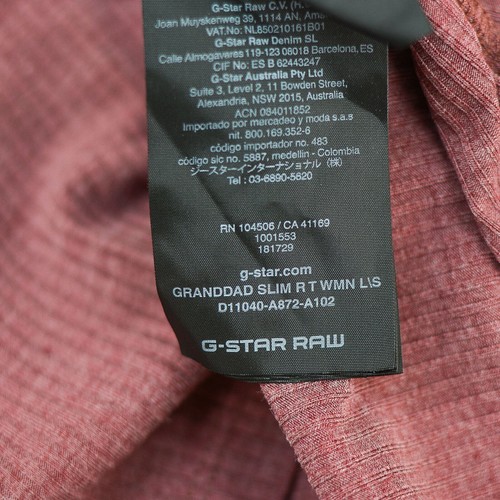 G-Star Raw C.V. (H.
Joan Muyskenweg 39, 1114 AN, Am
VAT.No: NL850210161B01
G-Star Raw Denim SL
Calle Almogavares 119-123 08018 Barcelona, ES
CIF No: ES B 62443247
G-Star Australia Pty Ltd
Suite 3, Level 2, 11 Bowden Street,
Alexandria, NSW 2015, Australia
ACN 084011852
Importado por mercadeo y moda s.a.s
nit. 800.169.352-6
código importador no. 483
código sic no. 5887, medellin - Colombia
ジースターインターナショナル (株)
Tel : 03-6890-5620
RN 104506 / CA 41169
1001553
181729
g-star.com
GRANDDAD SLIM R T WMN L\S
D11040-A872-A102
G-STAR RAW